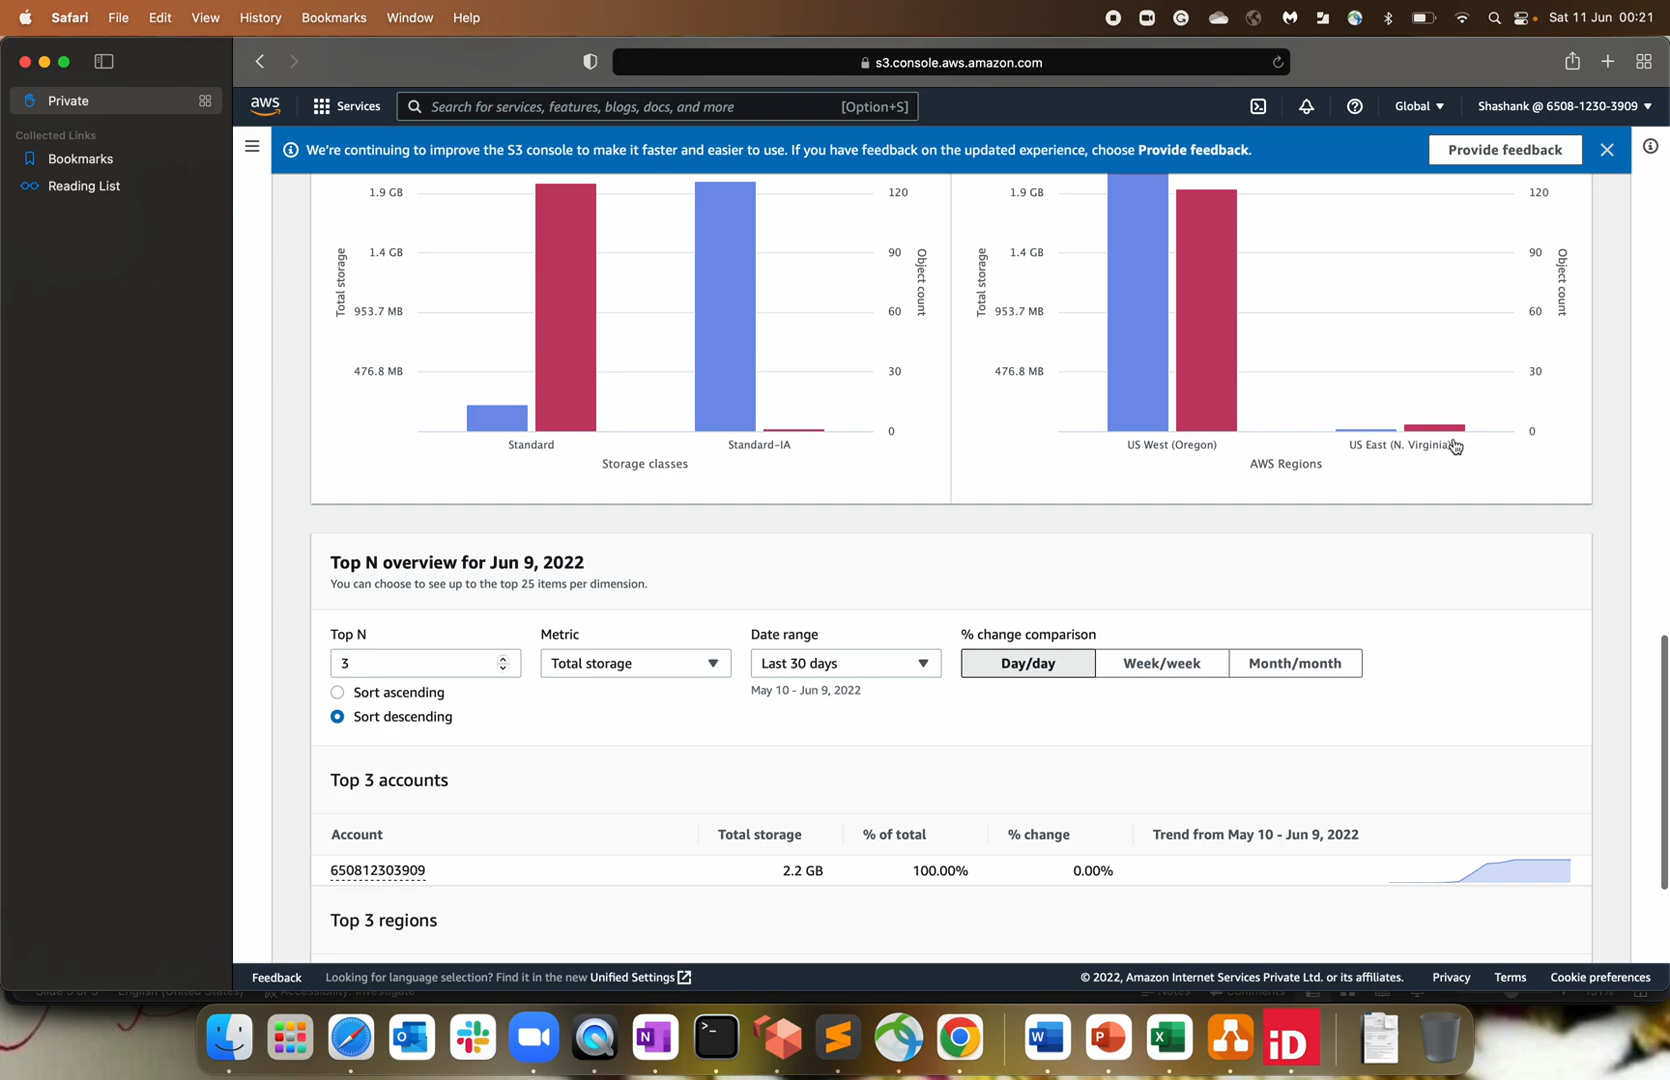 Safari File Edit View History Bookmarks Window Help
Sat 11 Jun 00:21
Private
Collected Links
Bookmarks
Reading List
s3.console.aws.amazon.com
aws Services Search for services, features, blogs, docs, and more [Option+S] Global Shashank @ 6508-1230-3909
We're continuing to improve the S3 console to make it faster and easier to use. If you have feedback on the updated experience, choose Provide feedback.
Provide feedback
1.9 GB 120
1.4 GB 90
953.7 MB 60
476.8 MB 30
0
Total storage
Object count
Standard Standard-IA
Storage classes
1.9 GB 120
1.4 GB 90
953.7 MB 60
476.8 MB 30
0
Total storage
Object count
US West (Oregon) US East (N. Virginia)
AWS Regions
Top N overview for Jun 9, 2022
You can choose to see up to the top 25 items per dimension.
Top N Metric Date range % change comparison
3 Total storage Last 30 days Day/day Week/week Month/month
Sort ascending May 10 - Jun 9, 2022
Sort descending
Top 3 accounts
Account Total storage % of total % change Trend from May 10 - Jun 9, 2022
650812303909 2.2 GB 100.00% 0.00%
Top 3 regions
Feedback Looking for language selection? Find it in the new Unified Settings © 2022, Amazon Internet Services Private Ltd. or its affiliates. Privacy Terms Cookie preferences
iD